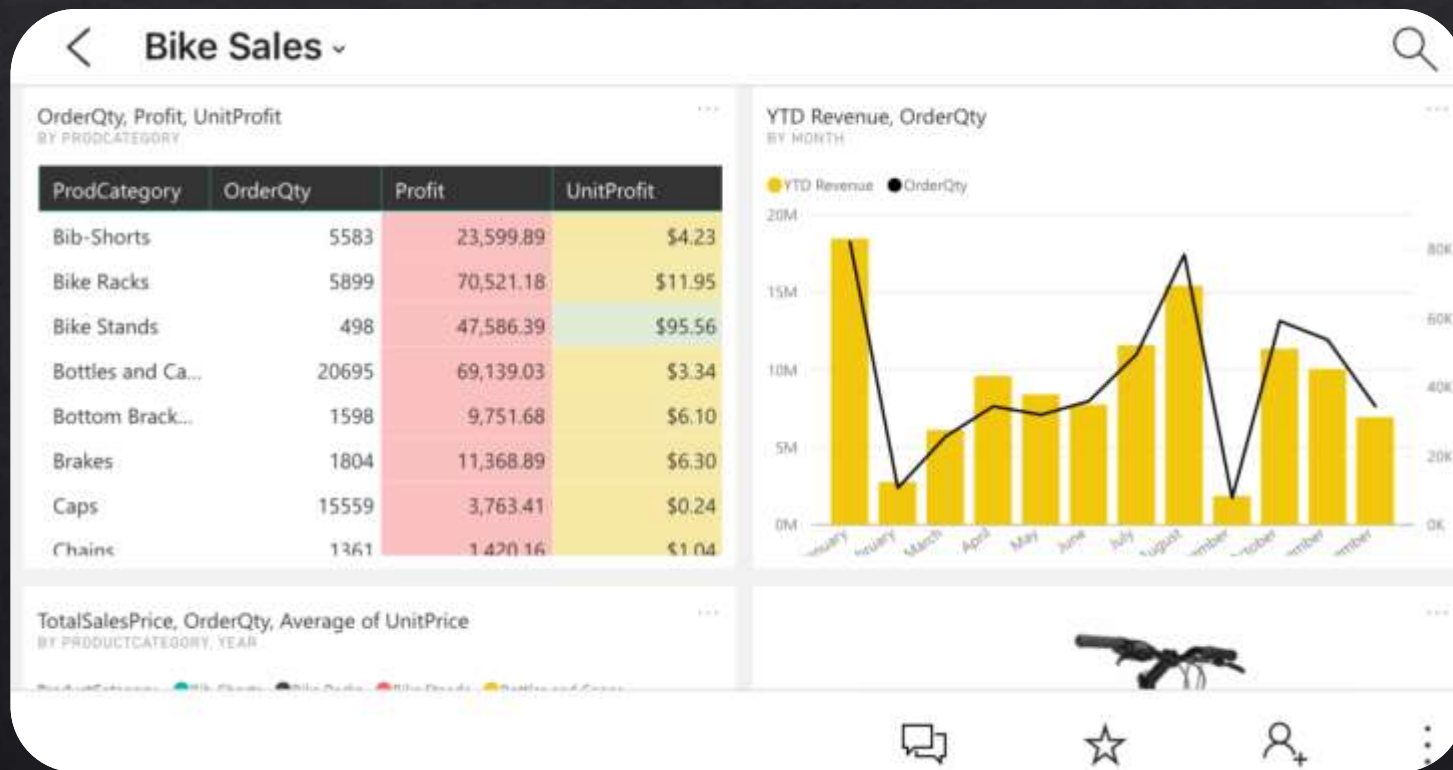 Bike Sales
OrderQty, Profit, UnitProfit
BY PRODCATEGORY
ProdCategory OrderQty Profit UnitProfit
Bib-Shorts 5583 23,599.89 $4.23
Bike Racks 5899 70,521.18 $11.95
Bike Stands 498 47,586.39 $95.56
Bottles and Ca... 20695 69,139.03 $3.34
Bottom Brack... 1598 9,751.68 $6.10
Brakes 1804 11,368.89 $6.30
Caps 15559 3,763.41 $0.24
Chains 1361 1,420.16 $1.04
YTD Revenue, OrderQty
BY MONTH
YTD Revenue OrderQty
20M
15M
10M
5M
0M
80K
60K
40K
20K
0K
March April May June July August
TotalSalesPrice, OrderQty, Average of UnitPrice
BY PRODUCTCATEGORY, YEAR